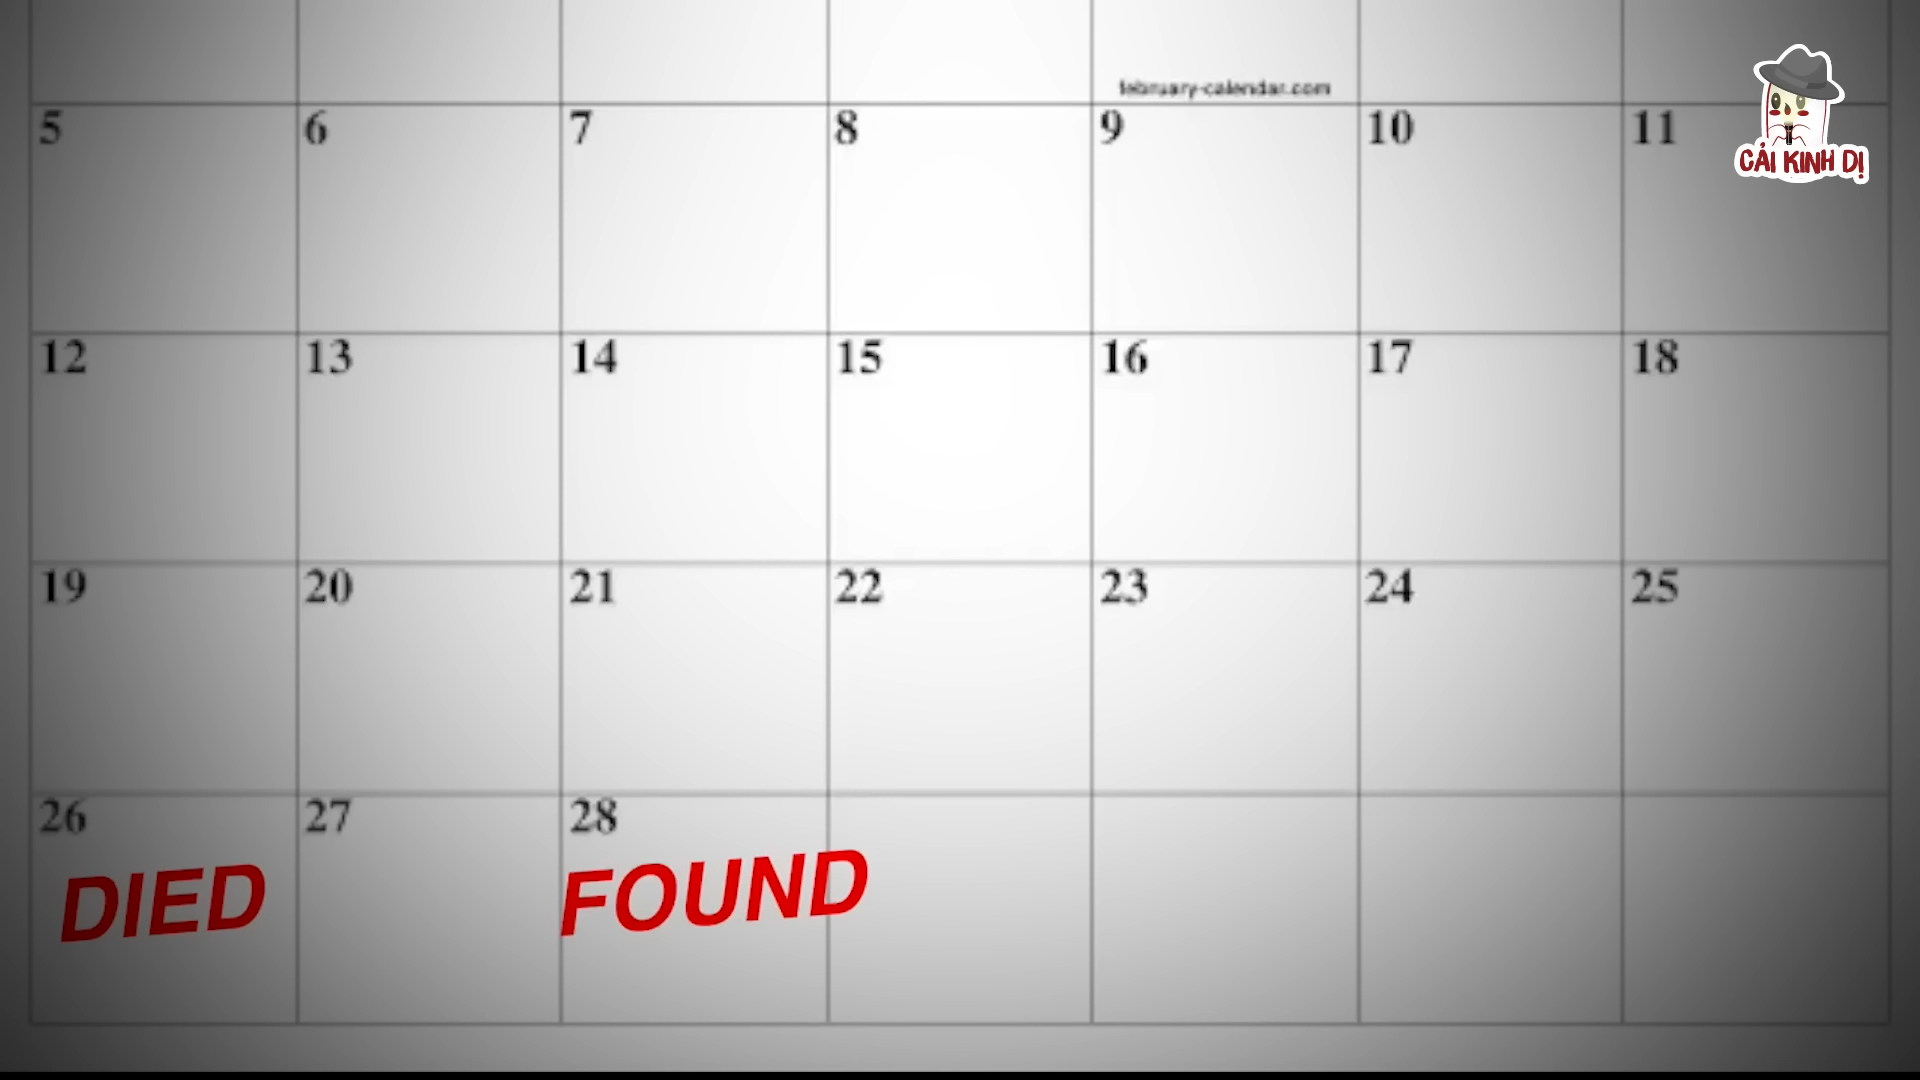 february-calendar.com
5 6 7 8 9 10 11
CẢI KINH DỊ
12 13 14 15 16 17 18
19 20 21 22 23 24 25
26 27 28
DIED FOUND